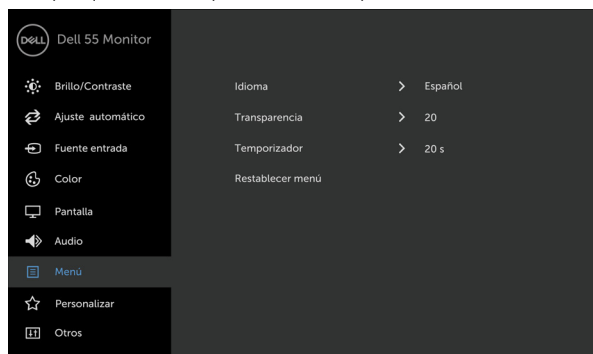 DELL Dell 55 Monitor
Brillo/Contraste
Idioma > Español
Ajuste automático
Transparencia > 20
Fuente entrada
Temporizador > 20 s
Color
Restablecer menú
Pantalla
Audio
Menú
Personalizar
Otros